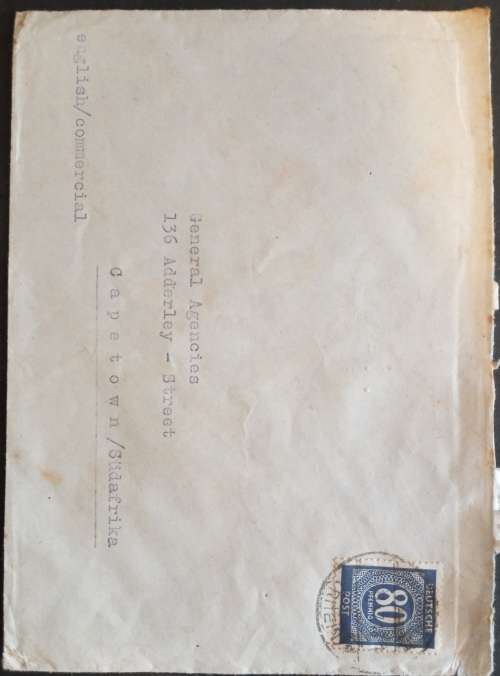 DEUTSCHE
80
PFENNIG
POST
General Agencies
136 Adderley - Street
C a p e t o w n /Südafrika
english/commercial